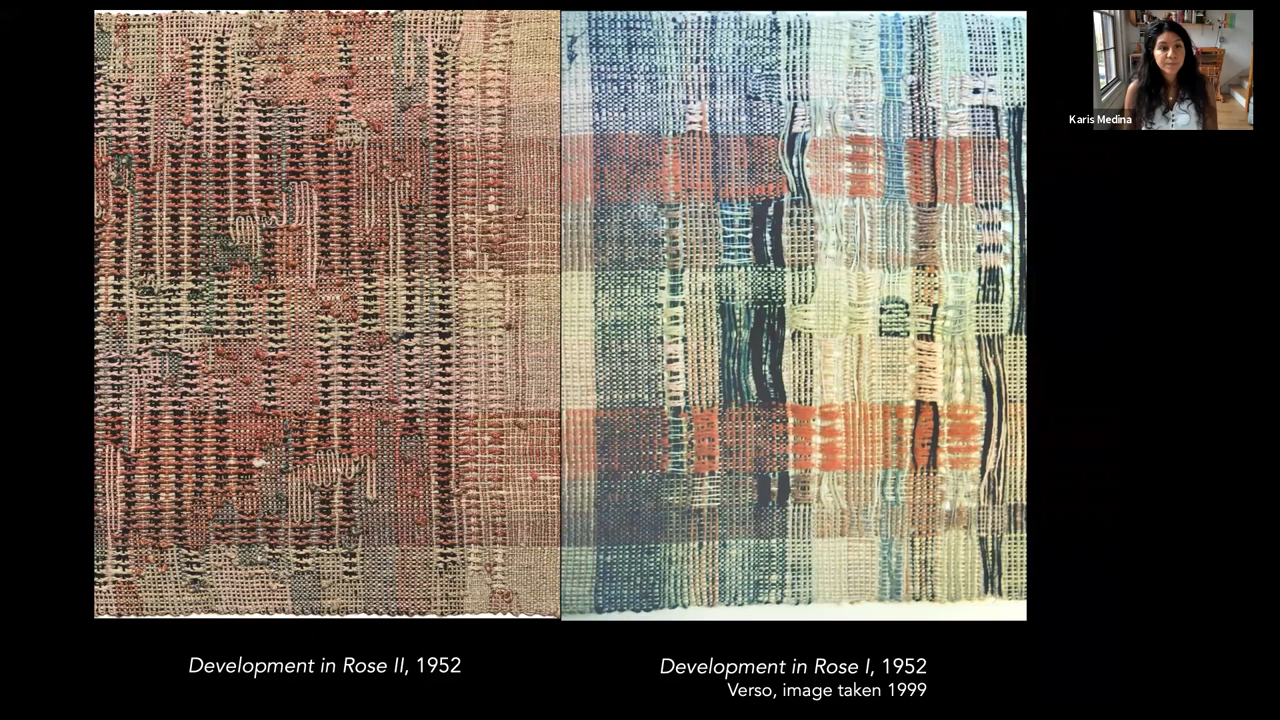 Karis Medina
Development in Rose II, 1952
Development in Rose I, 1952
Verso, image taken 1999